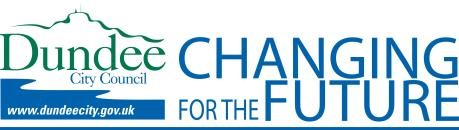 Dundee
City Council
www.dundeecity.gov.uk
CHANGING
FOR THE FUTURE